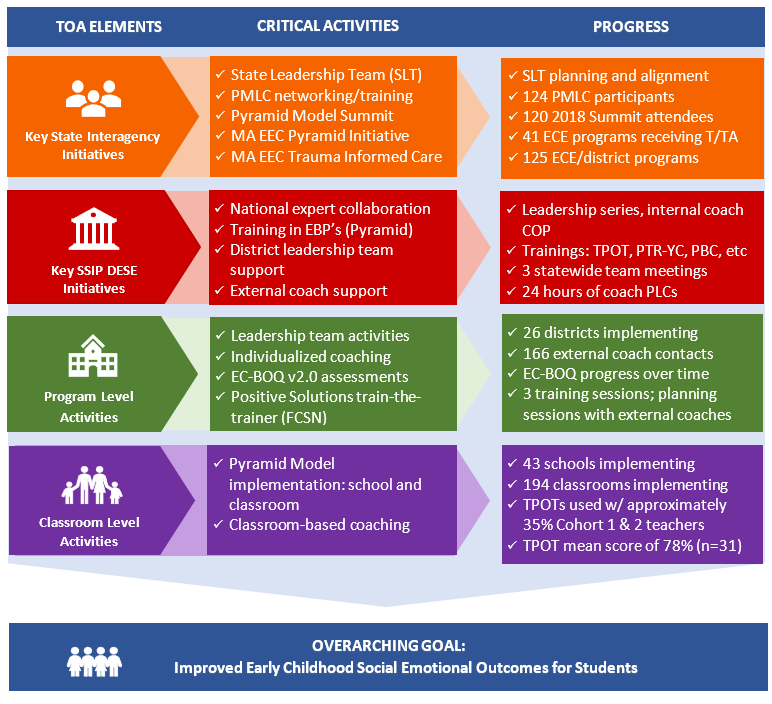 TOA ELEMENTS
CRITICAL ACTIVITIES
PROGRESS
Key State Interagency
Initiatives
✓ State Leadership Team (SLT)
✓ PMLC networking/training
✓ Pyramid Model Summit
✓ MA EEC Pyramid Initiative
✓ MA EEC Trauma Informed Care
✓ SLT planning and alignment
✓ 124 PMLC participants
✓ 120 2018 Summit attendees
✓ 41 ECE programs receiving T/TA
✓ 125 ECE/district programs
Key SSIP DESE
Initiatives
✓ National expert collaboration
✓ Training in EBP's (Pyramid)
✓ District leadership team
support
✓ External coach support
✓ Leadership series, internal coach
COP
✓ Trainings: TPOT, PTR-YC, PBC, etc
✓ 3 statewide team meetings
✓ 24 hours of coach PLCs
Program Level
Activities
✓ Leadership team activities
✓ Individualized coaching
✓ EC-BOQ v2.0 assessments
✓ Positive Solutions train-the-
trainer (FCSN)
✓ 26 districts implementing
✓ 166 external coach contacts
✓ EC-BOQ progress over time
✓ 3 training sessions; planning
sessions with external coaches
Classroom Level
Activities
✓ Pyramid Model
implementation: school and
classroom
✓ Classroom-based coaching
✓ 43 schools implementing
✓ 194 classrooms implementing
✓ TPOTs used w/ approximately
35% Cohort 1 & 2 teachers
✓ TPOT mean score of 78% (n=31)
OVERARCHING GOAL:
Improved Early Childhood Social Emotional Outcomes for Students